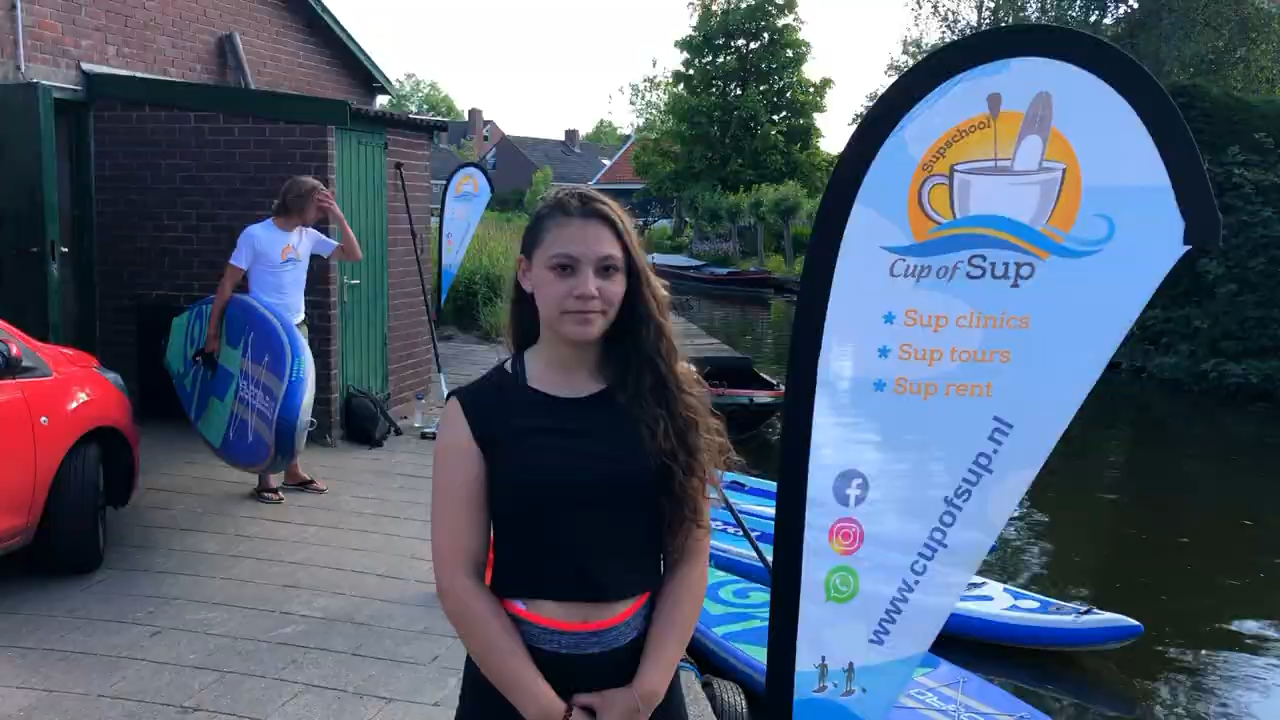 Supschool
Cup of Sup
* Sup clinics
* Sup tours
* Sup rent
www.cupofsup.nl